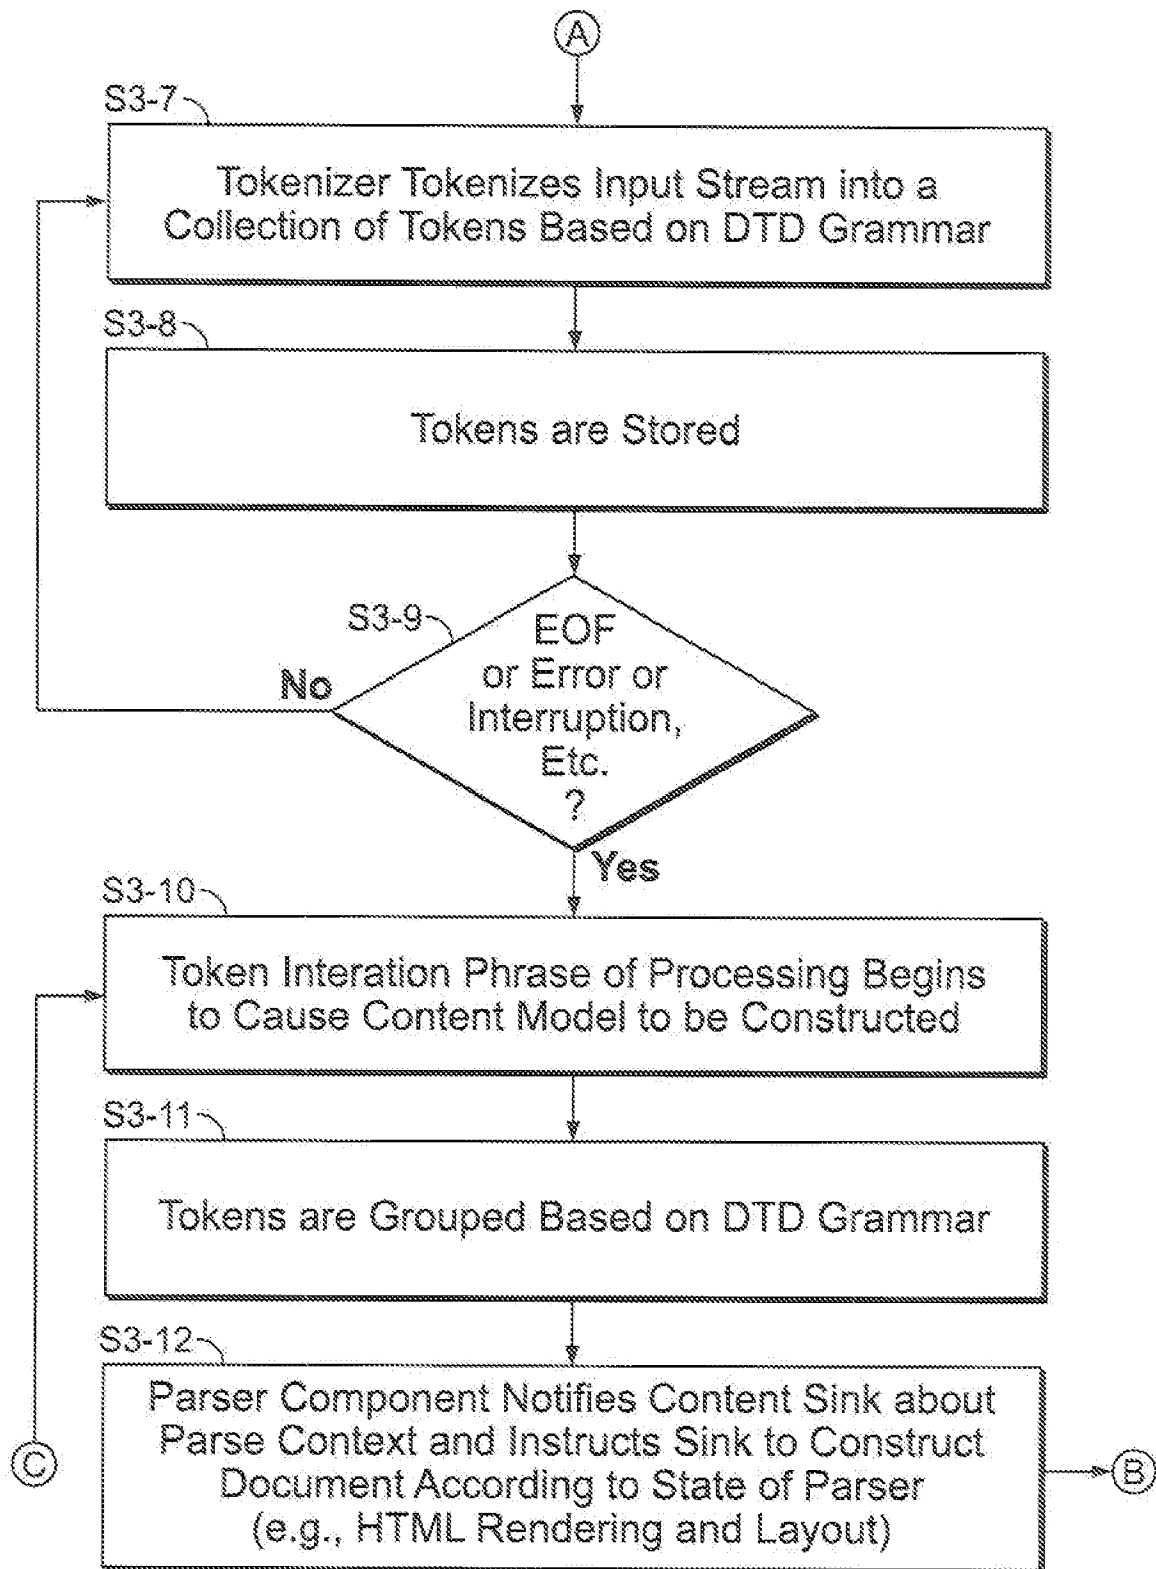 A
S3-7
Tokenizer Tokenizes Input Stream into a
Collection of Tokens Based on DTD Grammar
S3-8
Tokens are Stored
S3-9
EOF
or Error or
Interruption,
Etc.
?
No
Yes
S3-10
Token Interation Phrase of Processing Begins
to Cause Content Model to be Constructed
S3-11
Tokens are Grouped Based on DTD Grammar
S3-12
Parser Component Notifies Content Sink about
Parse Context and Instructs Sink to Construct
Document According to State of Parser
(e.g., HTML Rendering and Layout)
C
B